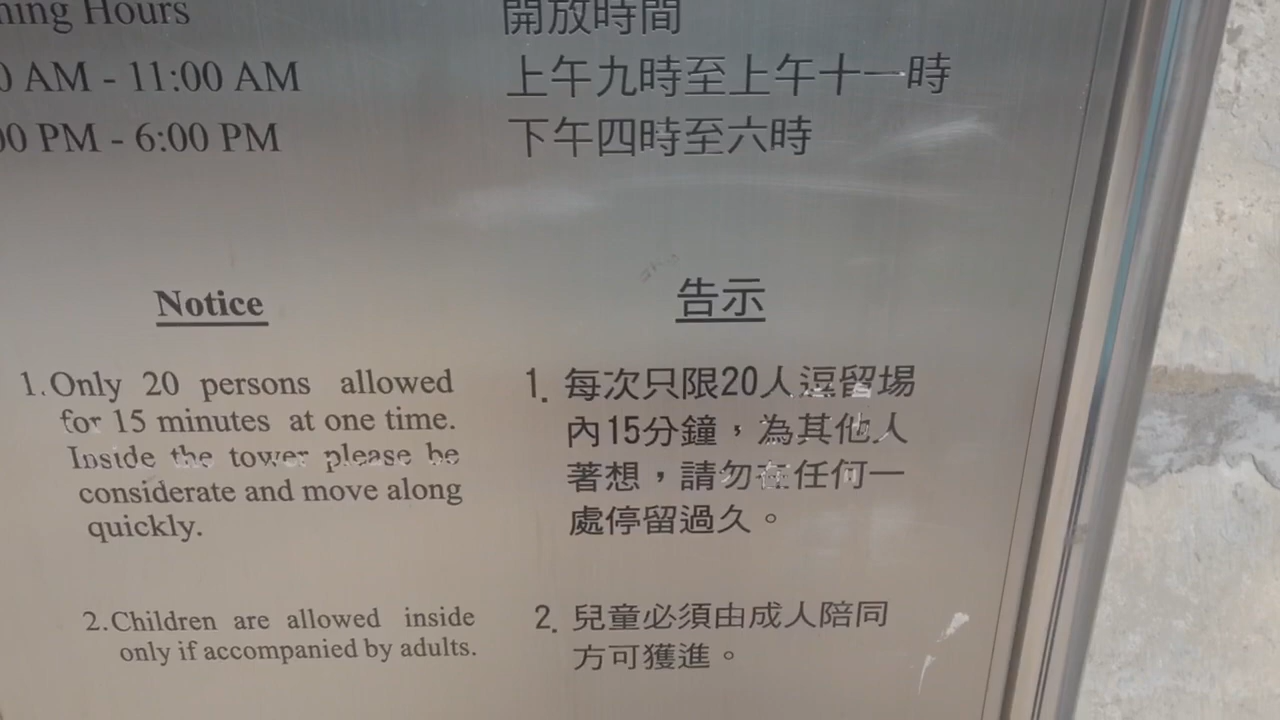 ning Hours
開放時間
0 AM - 11:00 AM
上午九時至上午十一時
00 PM - 6:00 PM
下午四時至六時
Notice
1. Only 20 persons allowed
for 15 minutes at one time.
Inside the tower please be
considerate and move along
quickly.
2. Children are allowed inside
only if accompanied by adults.
告示
1. 每次只限20人逗留場
內15分鐘，為其他人
著想，請勿在任何一
處停留過久。
2. 兒童必須由成人陪同
方可獲進。